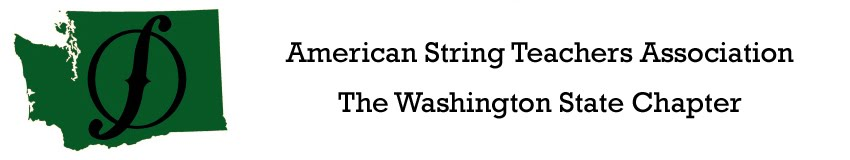 American String Teachers Association
The Washington State Chapter